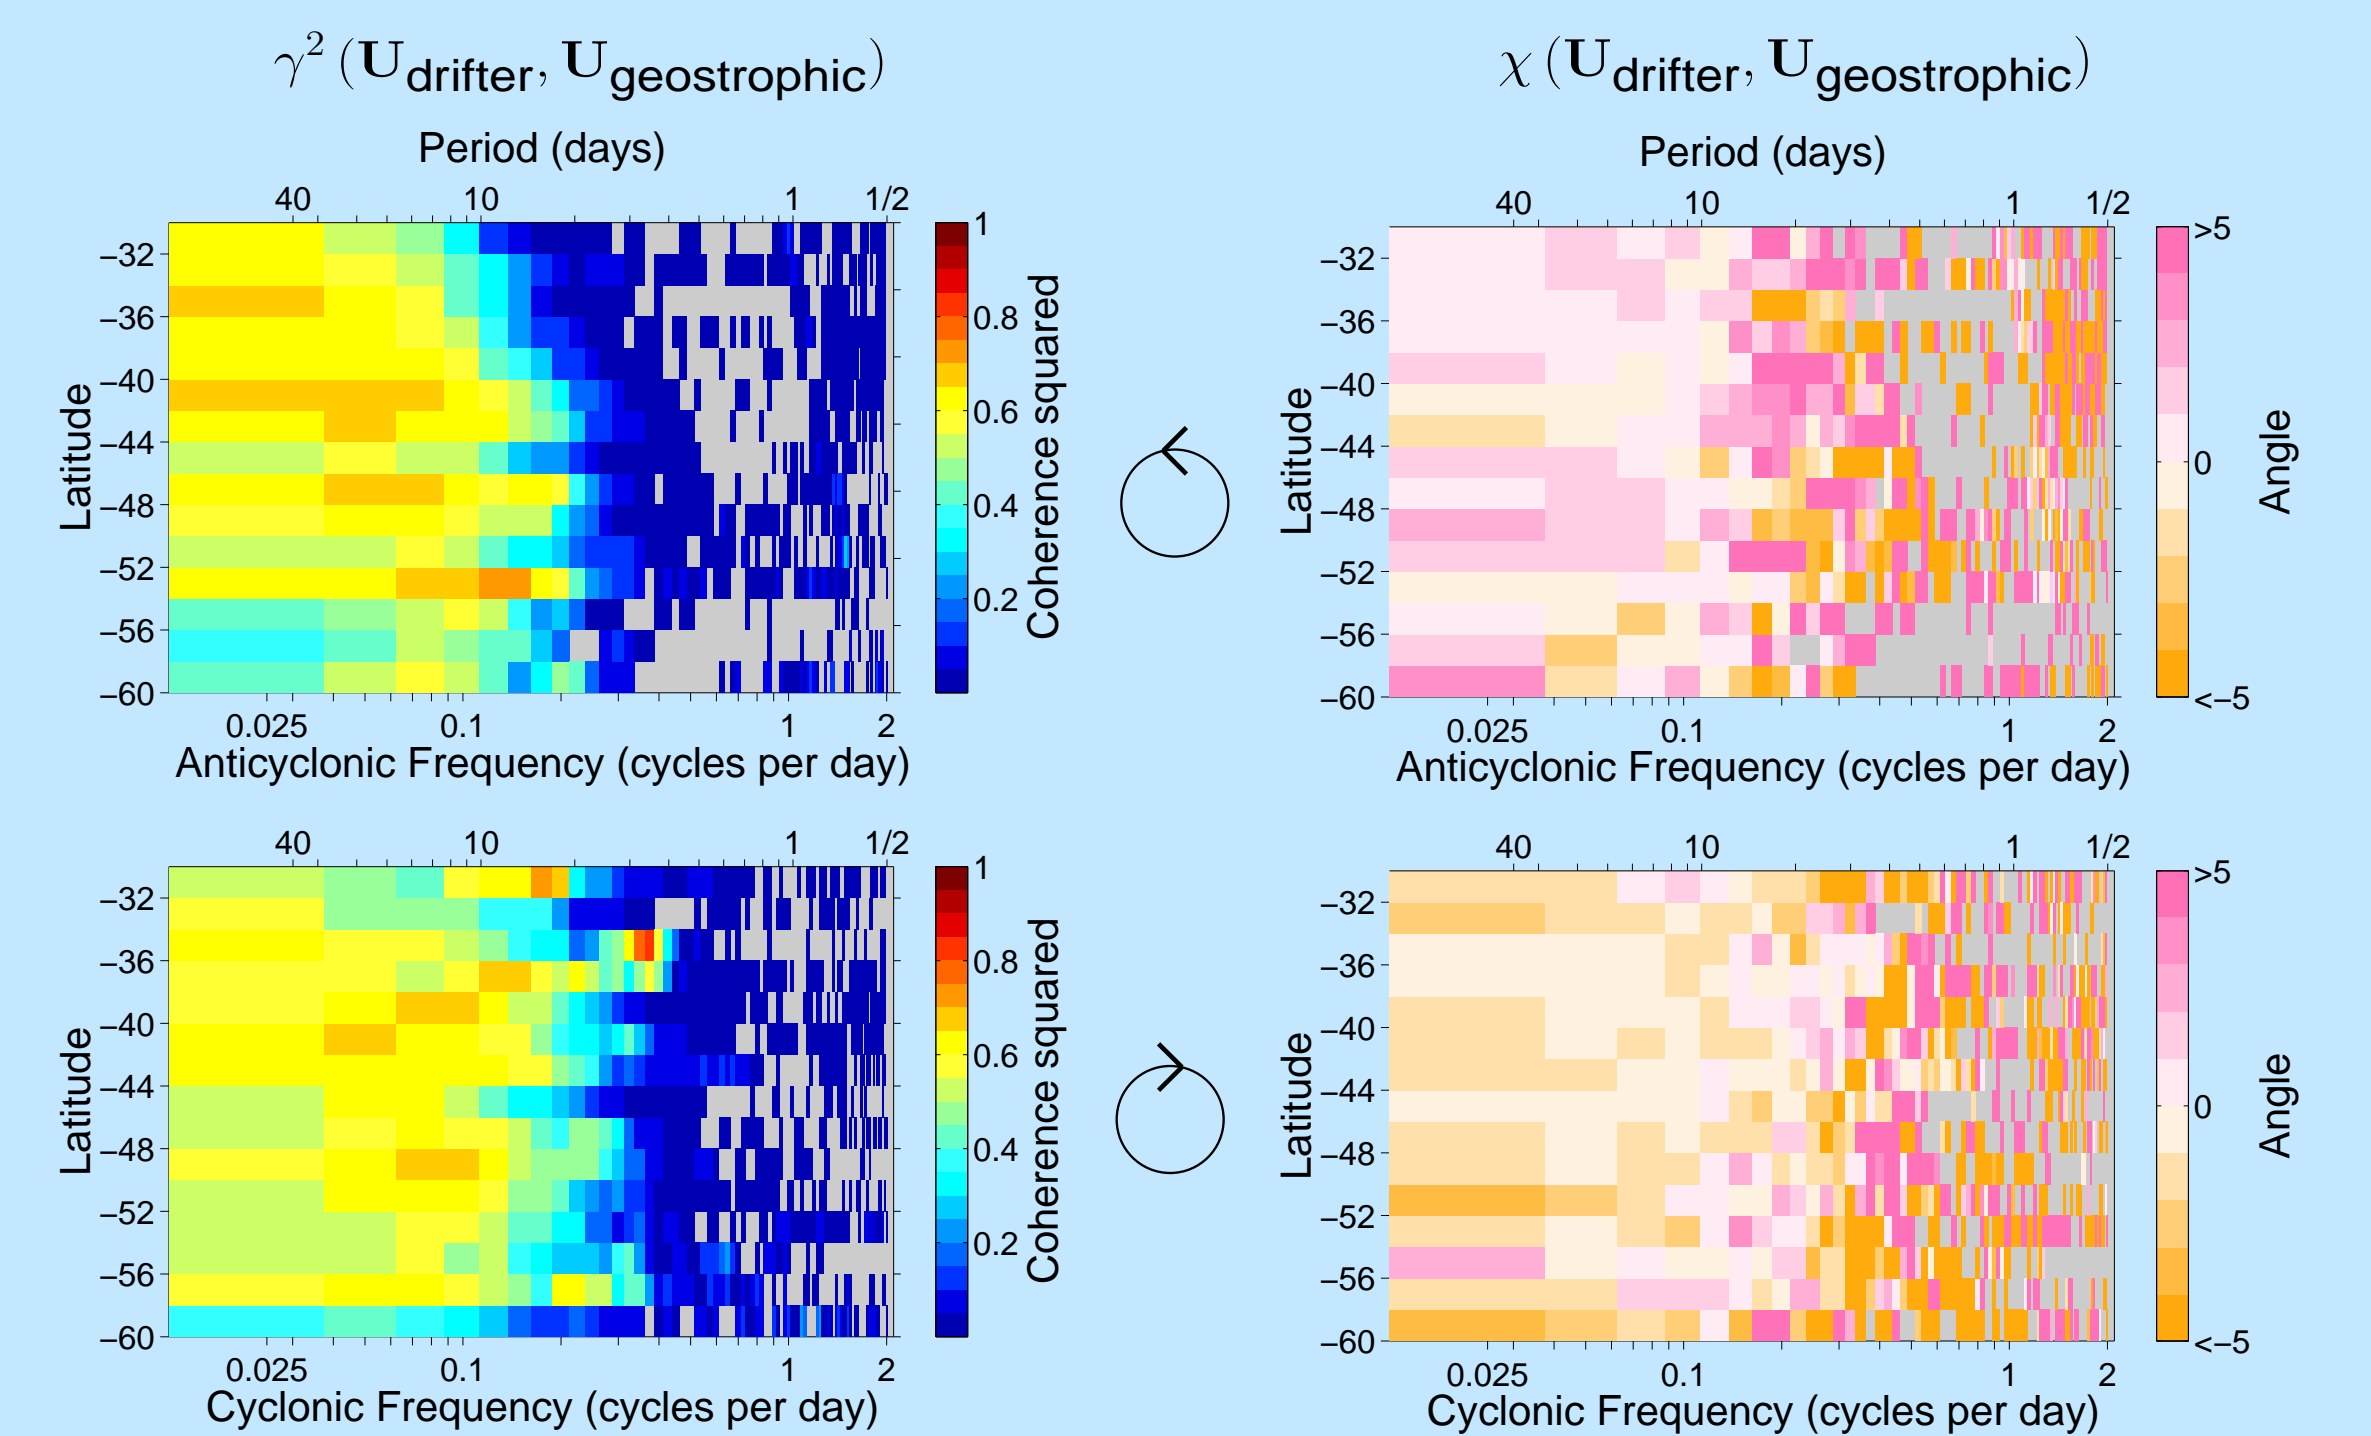 γ² (U_drifter, U_geostrophic)
χ (U_drifter, U_geostrophic)
Period (days)
40 10 1 1/2
−32
−36
−40
−44
−48
−52
−56
−60
Latitude
0.025 0.1 1 2
Anticyclonic Frequency (cycles per day)
1
0.8
0.6
0.4
0.2
Coherence squared
Period (days)
40 10 1 1/2
−32
−36
−40
−44
−48
−52
−56
−60
Latitude
0.025 0.1 1 2
Anticyclonic Frequency (cycles per day)
>5
0
<−5
Angle
40 10 1 1/2
−32
−36
−40
−44
−48
−52
−56
−60
Latitude
0.025 0.1 1 2
Cyclonic Frequency (cycles per day)
1
0.8
0.6
0.4
0.2
Coherence squared
40 10 1 1/2
−32
−36
−40
−44
−48
−52
−56
−60
Latitude
0.025 0.1 1 2
Cyclonic Frequency (cycles per day)
>5
0
<−5
Angle